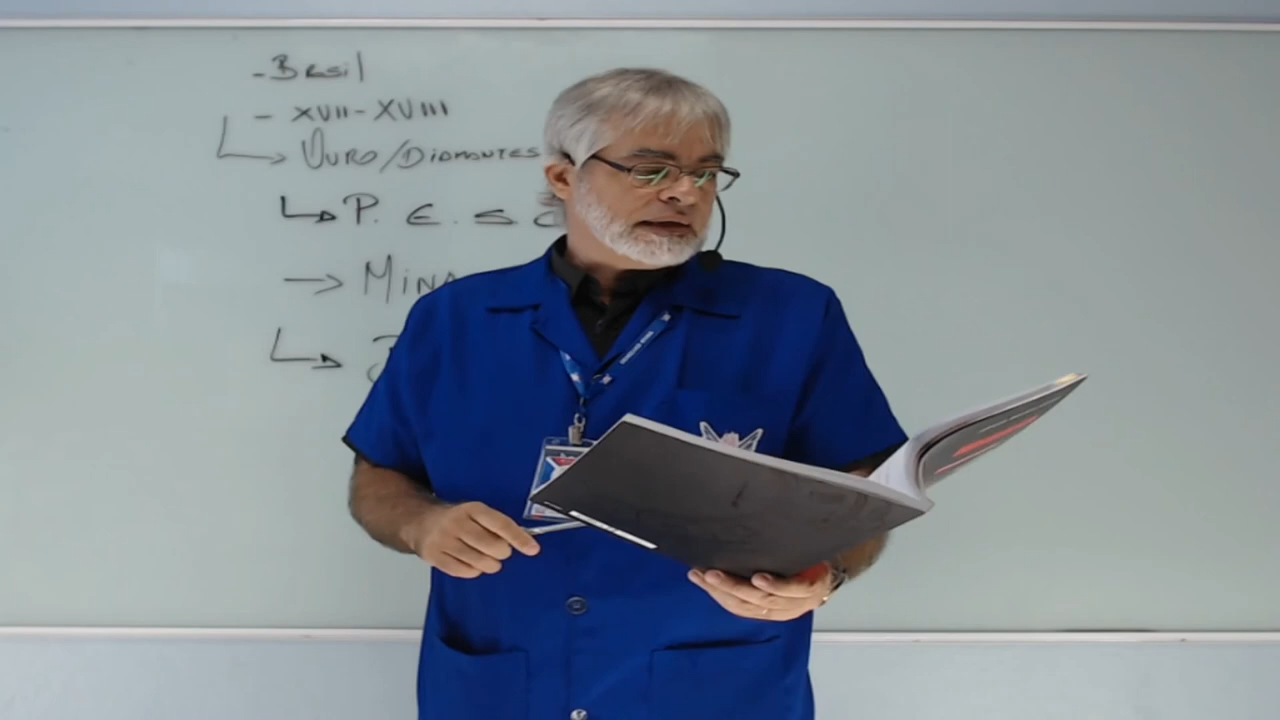 - Brasil
- XVII - XVIII
↳ Ouro/Diamantes
↳ P. E. S C
→ Mina